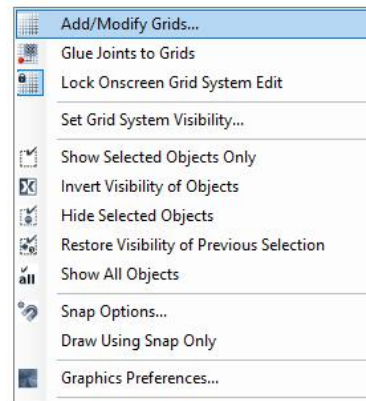 Add/Modify Grids...
Glue Joints to Grids
Lock Onscreen Grid System Edit
Set Grid System Visibility...
Show Selected Objects Only
Invert Visibility of Objects
Hide Selected Objects
Restore Visibility of Previous Selection
all Show All Objects
Snap Options...
Draw Using Snap Only
Graphics Preferences...